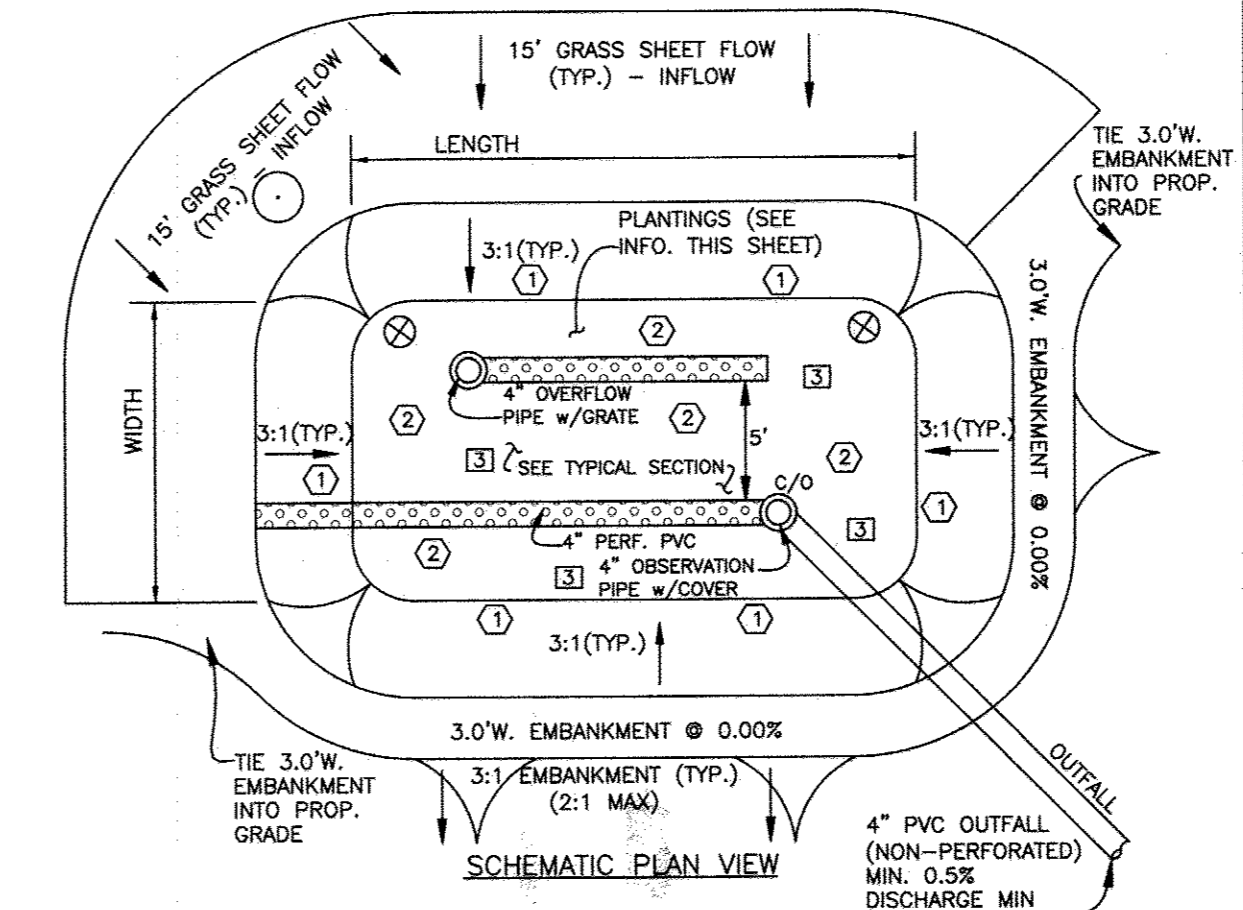 15' GRASS SHEET FLOW
(TYP.) - INFLOW
15' GRASS SHEET FLOW
(TYP.) - INFLOW
LENGTH
TIE 3.0'W.
EMBANKMENT
INTO PROP.
GRADE
PLANTINGS (SEE
INFO. THIS SHEET)
3:1(TYP.)
1
1
2
3.0'W. EMBANKMENT @ 0.00%
WIDTH
3
4" OVERFLOW
PIPE w/GRATE
2
2
5'
3:1(TYP.)
3:1(TYP.)
3
SEE TYPICAL SECTION
2
1
C/O
1
3
4" PERF. PVC
2
3
4" OBSERVATION
PIPE w/COVER
1
1
3:1(TYP.)
3.0'W. EMBANKMENT @ 0.00%
TIE 3.0'W.
EMBANKMENT
INTO PROP.
GRADE
3:1 EMBANKMENT (TYP.)
(2:1 MAX)
OUTFALL
4" PVC OUTFALL
(NON-PERFORATED)
MIN. 0.5%
DISCHARGE MIN
SCHEMATIC PLAN VIEW